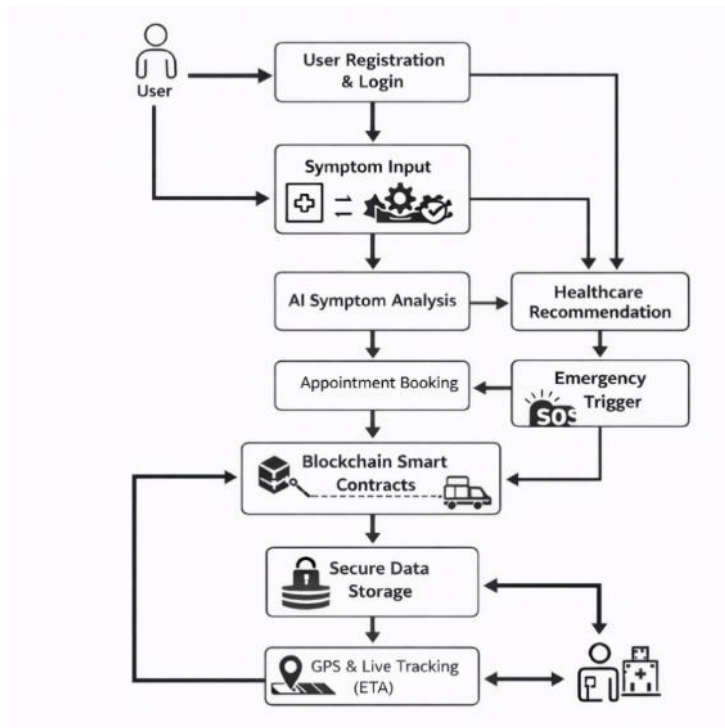 User
User Registration
& Login
Symptom Input
AI Symptom Analysis
Healthcare
Recommendation
Appointment Booking
Emergency
Trigger
SOS
Blockchain Smart
Contracts
Secure Data
Storage
GPS & Live Tracking
(ETA)